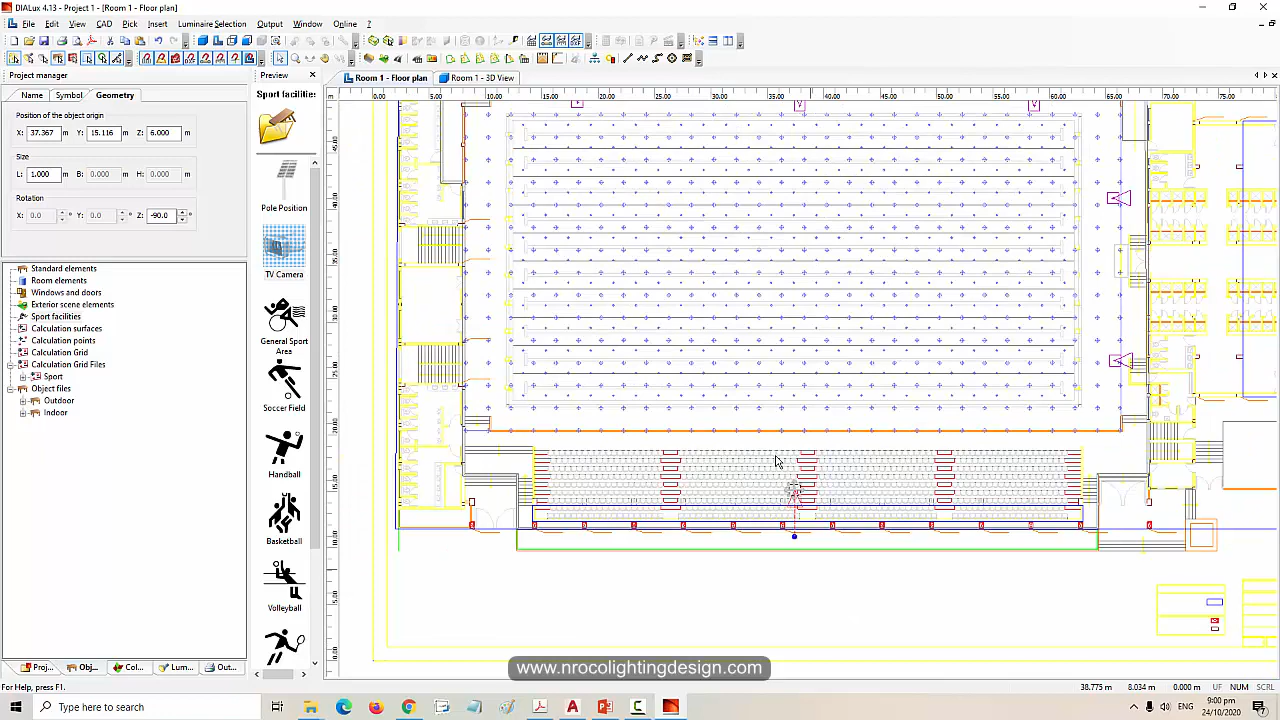 DIALux 4.13 - Project 1 - [Room 1 - Floor plan]
File Edit View CAD Pick Insert Luminaire Selection Output Window Online ?
Project manager
Name Symbol Geometry
Position of the object origin
X: 37.367 m Y: 15.116 m Z: 8.000 m
Size
L: 1.000 m B: 0.000 m H: 0.000 m
Rotation
X: 0.0 ° Y: 0.0 ° Z: -90.0 °
Standard elements
Room elements
Windows and doors
Exterior scene elements
Sport facilities
Calculation surfaces
Calculation points
Calculation Grid
Calculation Grid Files
Sport
Object files
Outdoor
Indoor
Proj... Obj... Col... Lum... Out...
For Help, press F1.
Preview
Sport facilitie:
Pole Position
TV Camera
General Sport
Area
Soccer Field
Handball
Basketball
Volleyball
Room 1 - Floor plan Room 1 - 3D View
0.00 5.00 10.00 15.00 20.00 25.00 30.00 35.00 40.00 45.00 50.00 55.00 60.00 65.00 70.00 75.00
www.nrocolightingdesign.com
38.775 m 8.034 m 0.000 m UF NUM SCRL
Type here to search
ENG
9:00 pm
24/10/2020